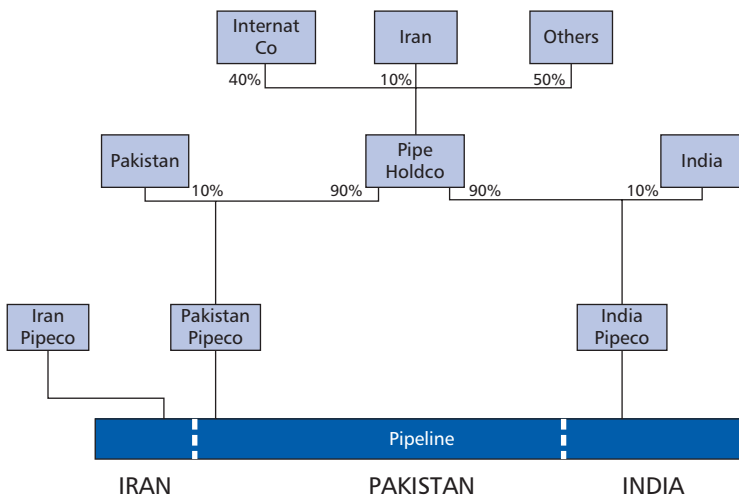 Internat
Co
Iran
Others
40%
10%
50%
Pakistan
Pipe
Holdco
India
10%
90%
90%
10%
Iran
Pipeco
Pakistan
Pipeco
India
Pipeco
Pipeline
IRAN
PAKISTAN
INDIA